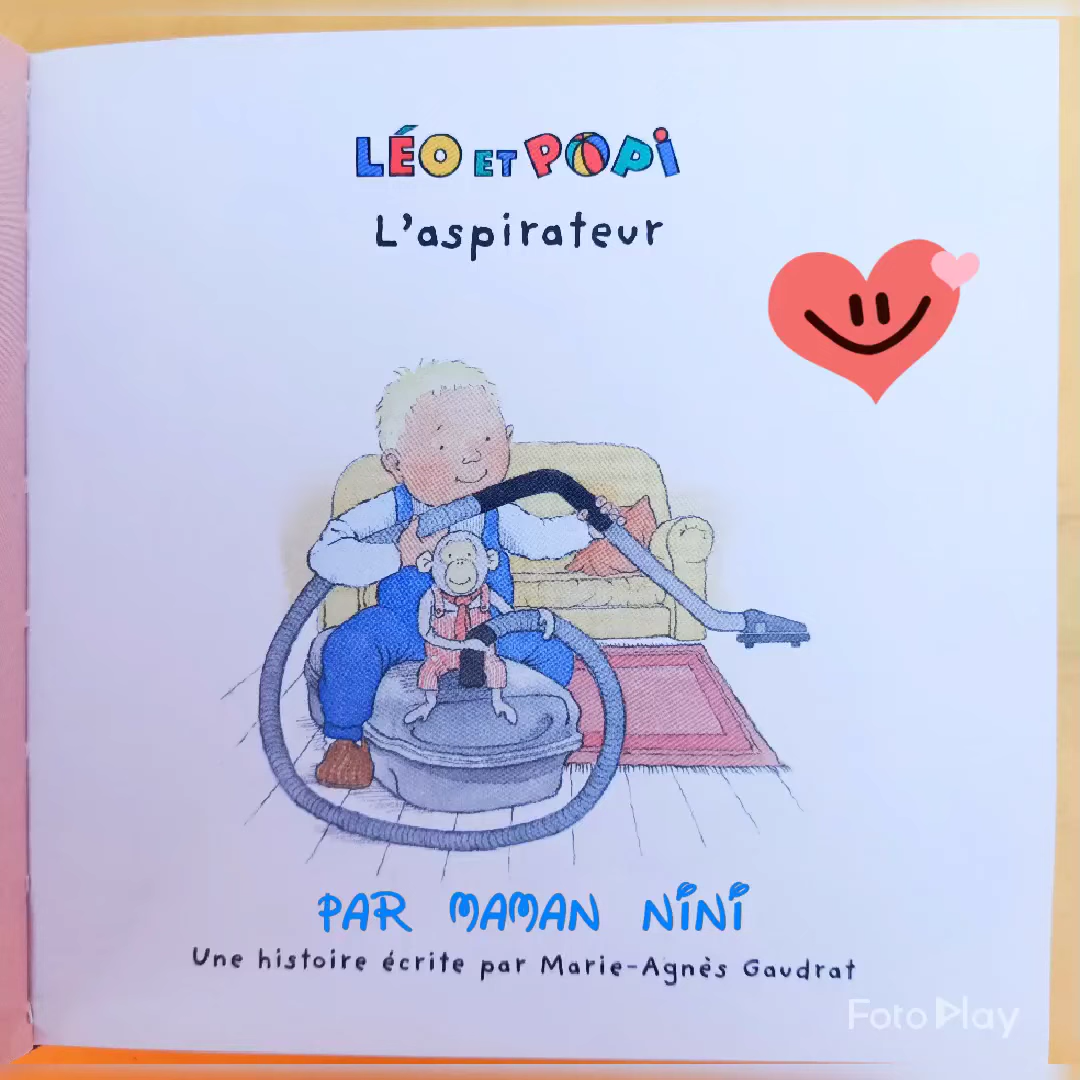 LÉO ET POPI
L'aspirateur
PAR MAMAN NINI
Une histoire écrite par Marie-Agnès Gaudrat
FotoPlay